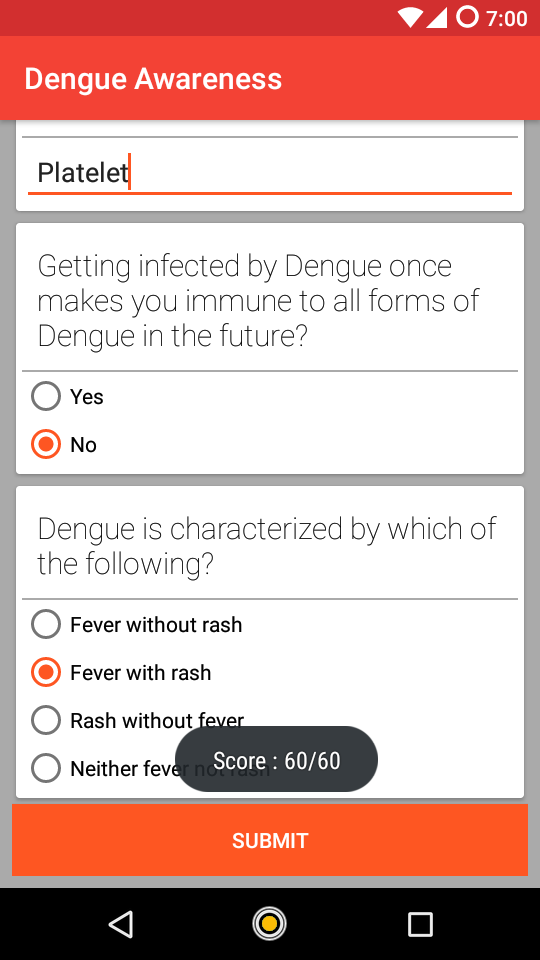 7:00
Dengue Awareness
Platelet
Getting infected by Dengue once
makes you immune to all forms of
Dengue in the future?
Yes
No
Dengue is characterized by which of
the following?
Fever without rash
Fever with rash
Rash without fever
Neither fever not rash
Score : 60/60
SUBMIT